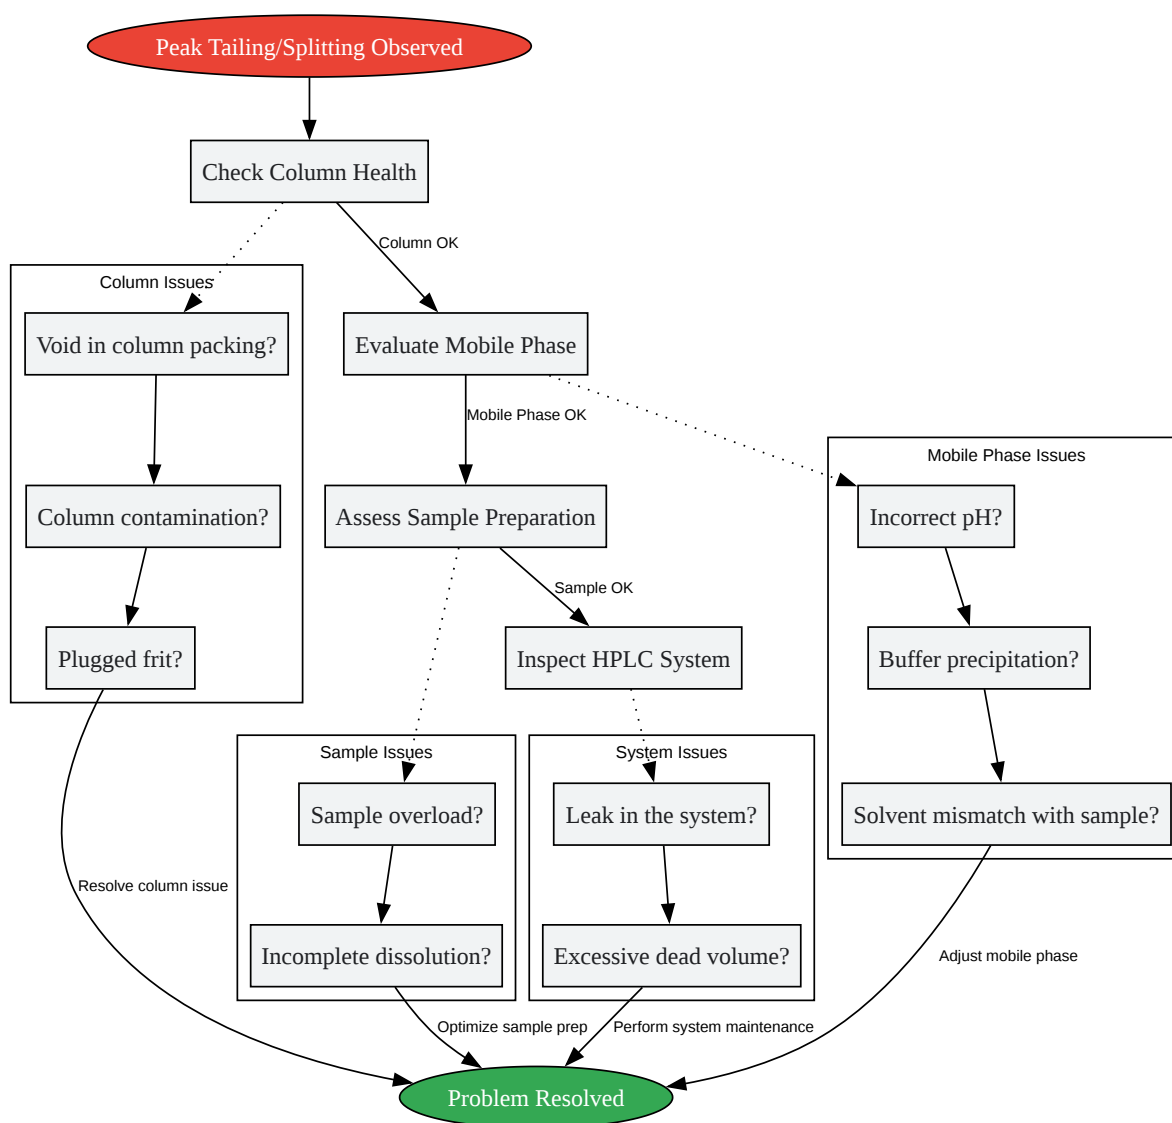 Peak Tailing/Splitting Observed
Check Column Health
Column OK
Column Issues
Void in column packing?
Evaluate Mobile Phase
Mobile Phase OK
Mobile Phase Issues
Column contamination?
Assess Sample Preparation
Incorrect pH?
Sample OK
Plugged frit?
Inspect HPLC System
Buffer precipitation?
Sample Issues
System Issues
Sample overload?
Leak in the system?
Solvent mismatch with sample?
Resolve column issue
Incomplete dissolution?
Excessive dead volume?
Adjust mobile phase
Optimize sample prep
Perform system maintenance
Problem Resolved